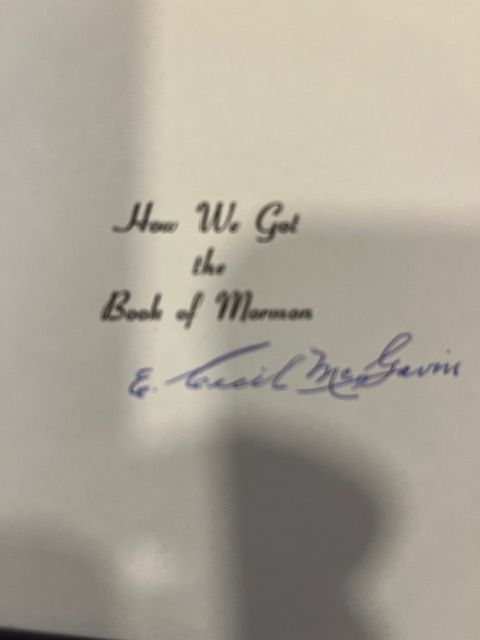 How We Got
the
Book of Mormon
E. Cecil McGavin